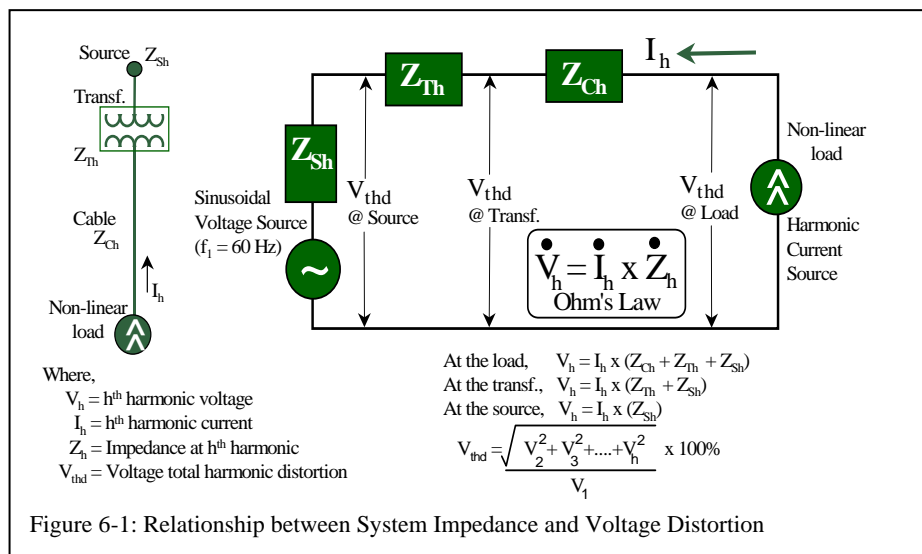 Source Z_Sh
Transf.
Z_Th
Cable
Z_Ch
I_h
Non-linear
load
Where,
V_h = h^th harmonic voltage
I_h = h^th harmonic current
Z_h = Impedance at h^th harmonic
V_thd = Voltage total harmonic distortion
I_h
Z_Th
Z_Ch
Z_Sh
Sinusoidal
Voltage Source
(f_1 = 60 Hz)
~
V_thd
@ Source
V_thd
@ Transf.
V_thd
@ Load
Non-linear
load
Harmonic
Current
Source
V̇_h = İ_h x Ż_h
Ohm's Law
At the load, V_h = I_h x (Z_Ch + Z_Th + Z_Sh)
At the transf., V_h = I_h x (Z_Th + Z_Sh)
At the source, V_h = I_h x (Z_Sh)
V_thd = √(V_2^2 + V_3^2 +....+ V_h^2) x 100%
V_1
Figure 6-1: Relationship between System Impedance and Voltage Distortion